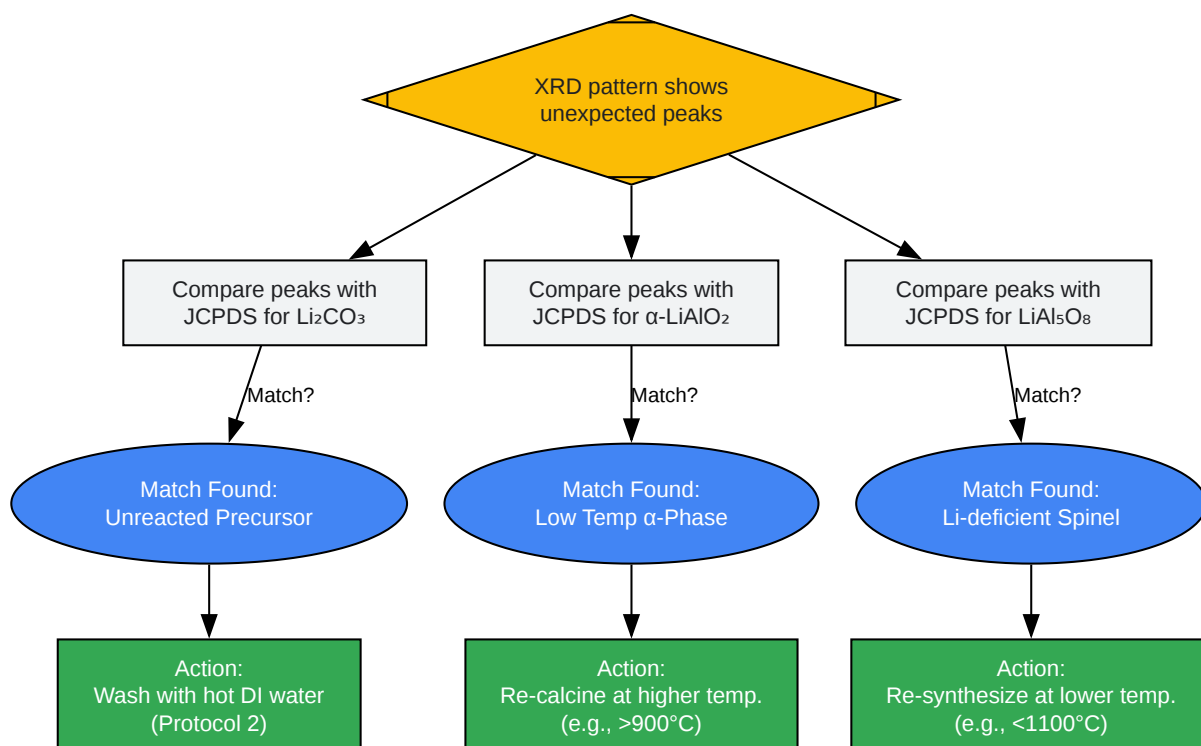 XRD pattern shows
unexpected peaks
Compare peaks with
JCPDS for Li₂CO₃
Compare peaks with
JCPDS for α-LiAlO₂
Compare peaks with
JCPDS for LiAl₅O₈
Match?
Match?
Match?
Match Found:
Unreacted Precursor
Match Found:
Low Temp α-Phase
Match Found:
Li-deficient Spinel
Action:
Wash with hot DI water
(Protocol 2)
Action:
Re-calcine at higher temp.
(e.g., >900°C)
Action:
Re-synthesize at lower temp.
(e.g., <1100°C)